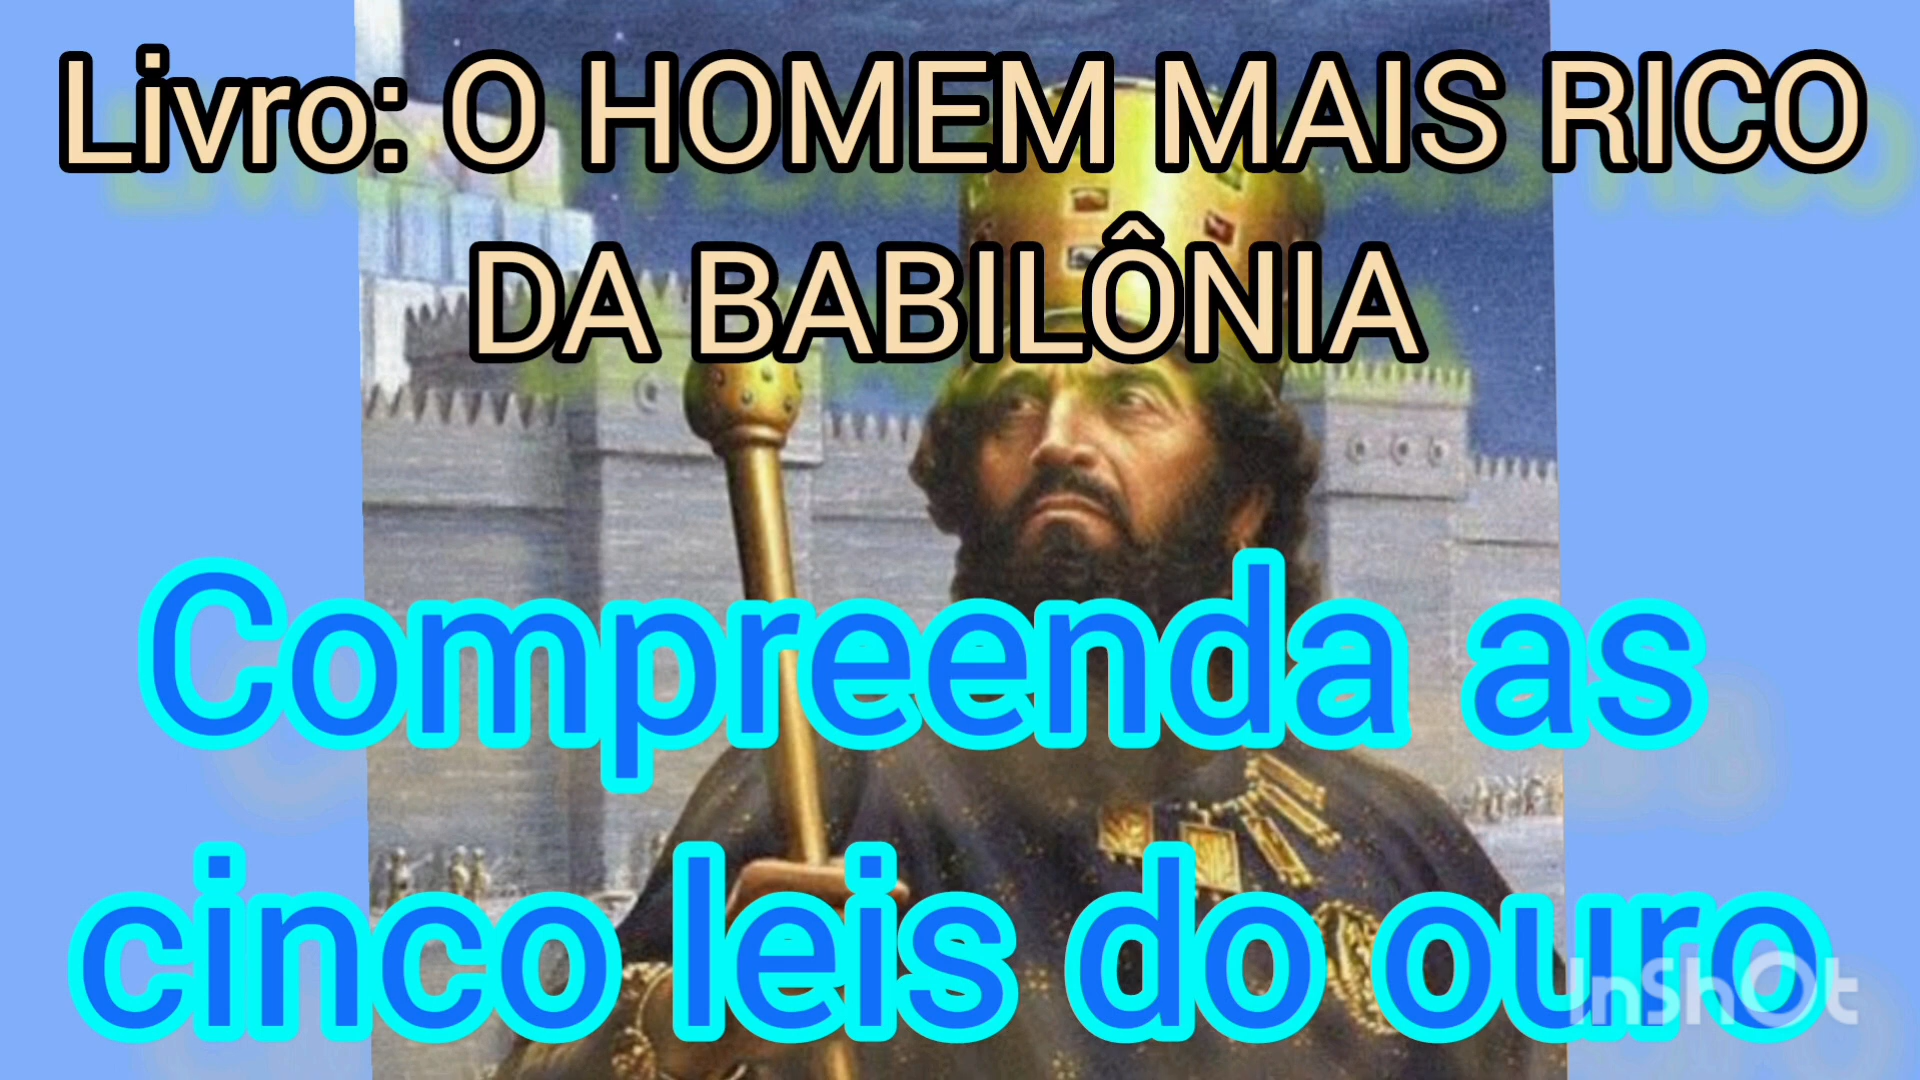 Livro: O HOMEM MAIS RICO
DA BABILÔNIA
Compreenda as
cinco leis do ouro
InShOt